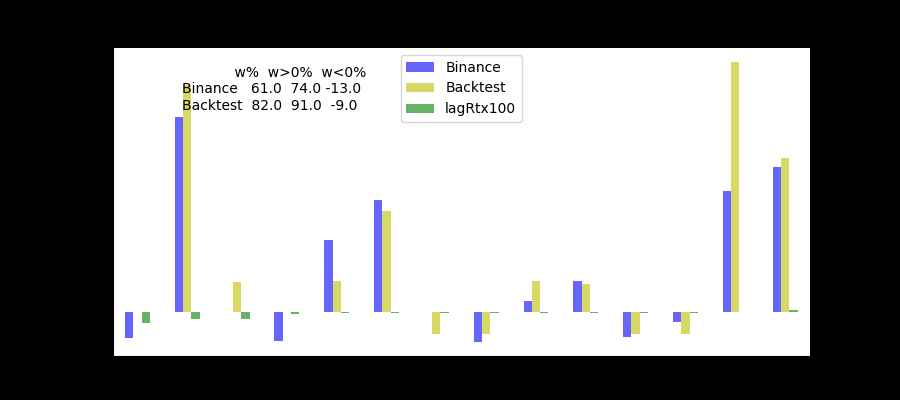 w% w>0% w<0%
Binance 61.0 74.0 -13.0
Backtest 82.0 91.0 -9.0
Binance
Backtest
lagRtx100